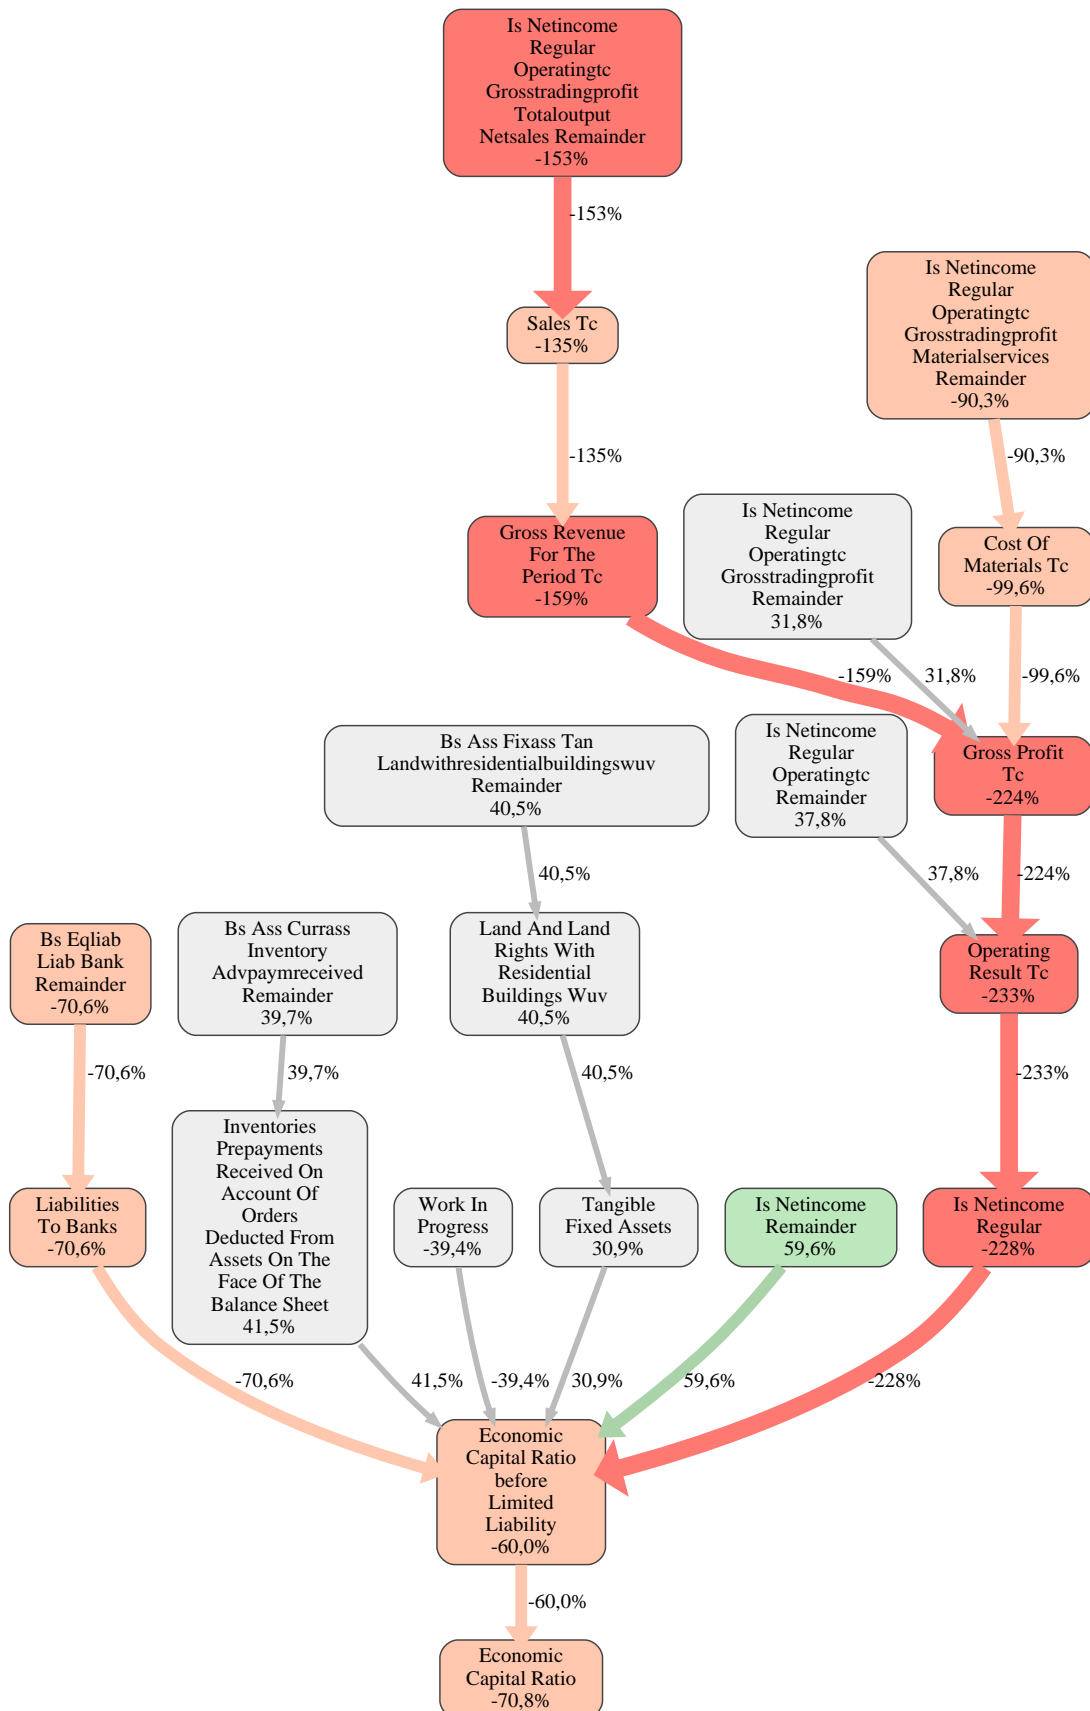 Is Netincome
Regular
Operatingtc
Grosstradingprofit
Totaloutput
Netsales Remainder
-153%
-153%
Is Netincome
Regular
Operatingtc
Grosstradingprofit
Materialservices
Remainder
-90,3%
Sales Tc
-135%
-135%
-90,3%
Gross Revenue
For The
Period Tc
-159%
Is Netincome
Regular
Operatingtc
Grosstradingprofit
Remainder
31,8%
Cost Of
Materials Tc
-99,6%
-159%
31,8%
-99,6%
Bs Ass Fixass Tan
Landwithresidentialbuildingswuv
Remainder
40,5%
Is Netincome
Regular
Operatingtc
Remainder
37,8%
Gross Profit
Tc
-224%
40,5%
37,8%
-224%
Bs Eqliab
Liab Bank
Remainder
-70,6%
Bs Ass Currass
Inventory
Advpaymreceived
Remainder
39,7%
Land And Land
Rights With
Residential
Buildings Wuv
40,5%
Operating
Result Tc
-233%
-70,6%
39,7%
40,5%
-233%
Liabilities
To Banks
-70,6%
Inventories
Prepayments
Received On
Account Of
Orders
Deducted From
Assets On The
Face Of The
Balance Sheet
41,5%
Work In
Progress
-39,4%
Tangible
Fixed Assets
30,9%
Is Netincome
Remainder
59,6%
Is Netincome
Regular
-228%
-70,6%
41,5%
-39,4%
30,9%
59,6%
-228%
Economic
Capital Ratio
before
Limited
Liability
-60,0%
-60,0%
Economic
Capital Ratio
-70,8%